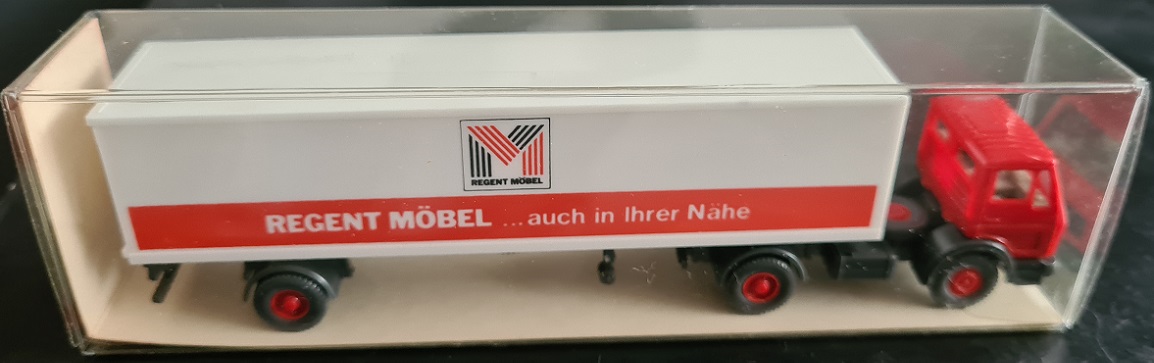 REGENT MÖBEL
REGENT MÖBEL ...auch in Ihrer Nähe